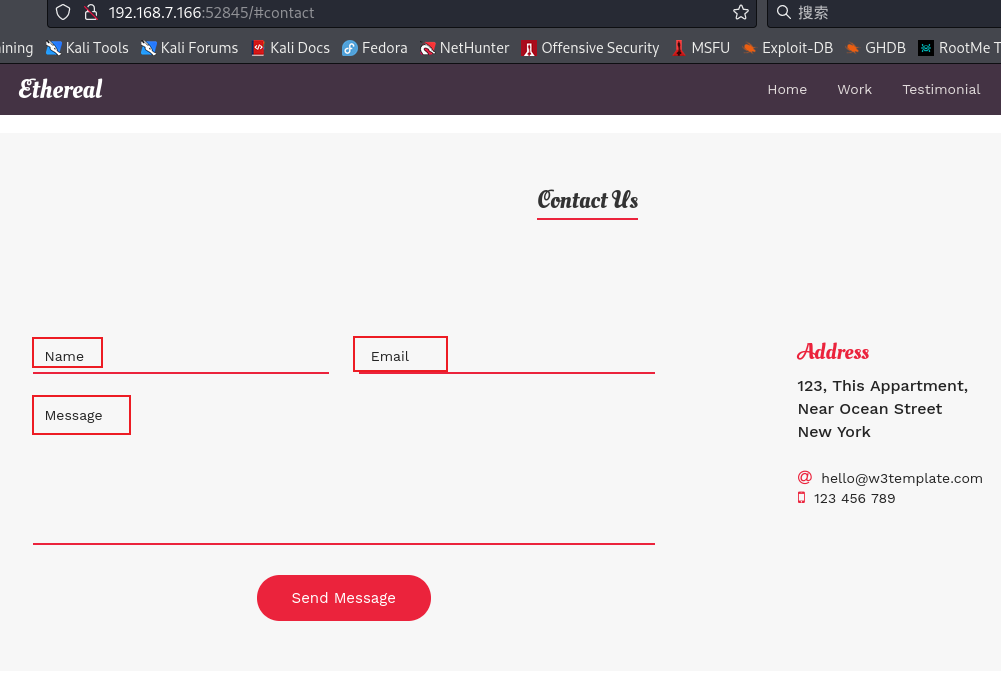 192.168.7.166:52845/#contact 搜索
ining Kali Tools Kali Forums Kali Docs Fedora NetHunter Offensive Security MSFU Exploit-DB GHDB RootMe T
Ethereal Home Work Testimonial
Contact Us
Name Email
Message
Send Message
Address
123, This Appartment,
Near Ocean Street
New York
hello@w3template.com
123 456 789